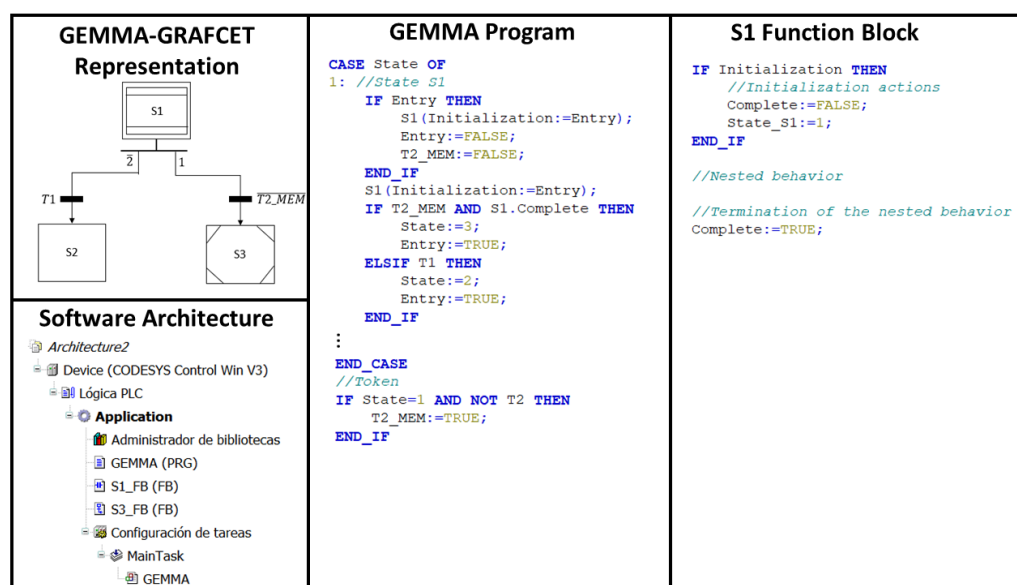 GEMMA-GRAFCET
Representation
S1
2̅
1
T1
T2_MEM̅
S2
S3
Software Architecture
Architecture2
Device (CODESYS Control Win V3)
Lógica PLC
Application
Administrador de bibliotecas
GEMMA (PRG)
S1_FB (FB)
S3_FB (FB)
Configuración de tareas
MainTask
GEMMA
GEMMA Program
CASE State OF
1: //State S1
IF Entry THEN
S1(Initialization:=Entry);
Entry:=FALSE;
T2_MEM:=FALSE;
END_IF
S1(Initialization:=Entry);
IF T2_MEM AND S1.Complete THEN
State:=3;
Entry:=TRUE;
ELSIF T1 THEN
State:=2;
Entry:=TRUE;
END_IF
⋮
END_CASE
//Token
IF State=1 AND NOT T2 THEN
T2_MEM:=TRUE;
END_IF
S1 Function Block
IF Initialization THEN
//Initialization actions
Complete:=FALSE;
State_S1:=1;
END_IF
//Nested behavior
//Termination of the nested behavior
Complete:=TRUE;